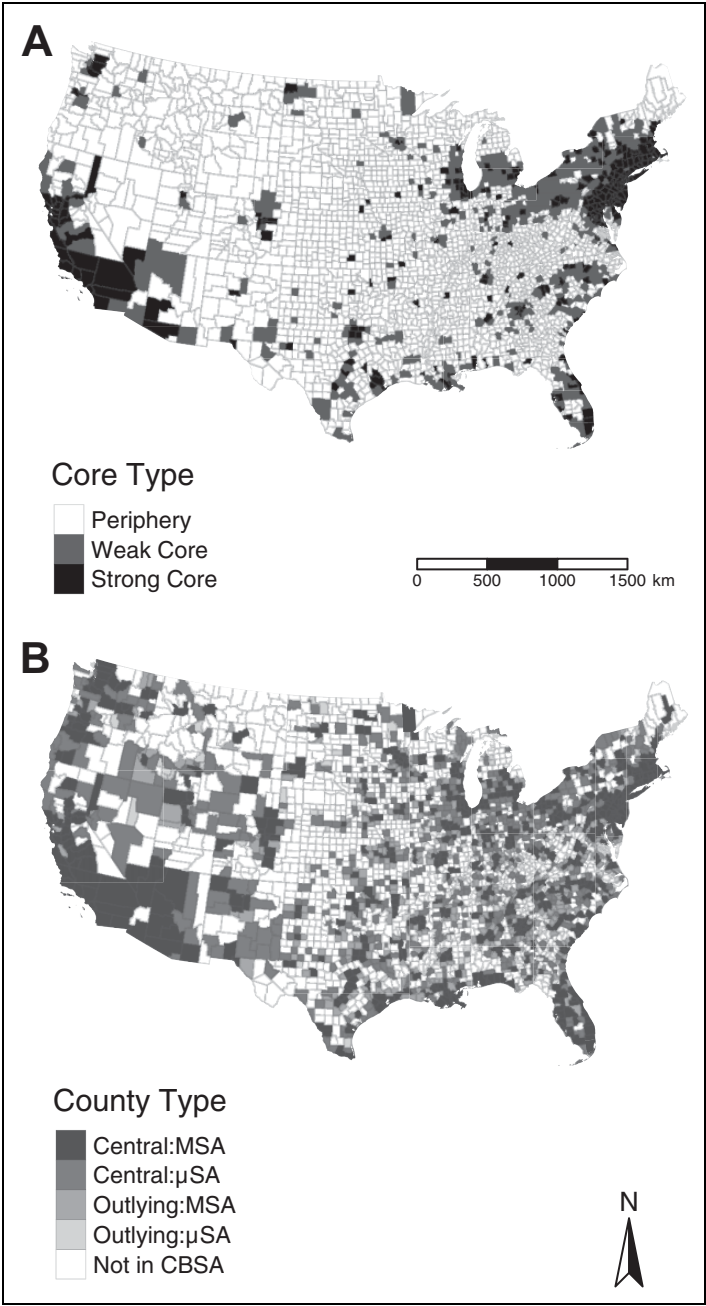 A
Core Type
Periphery
Weak Core
Strong Core
0 500 1000 1500 km
B
County Type
Central:MSA
Central:µSA
Outlying:MSA
Outlying:µSA
Not in CBSA
N